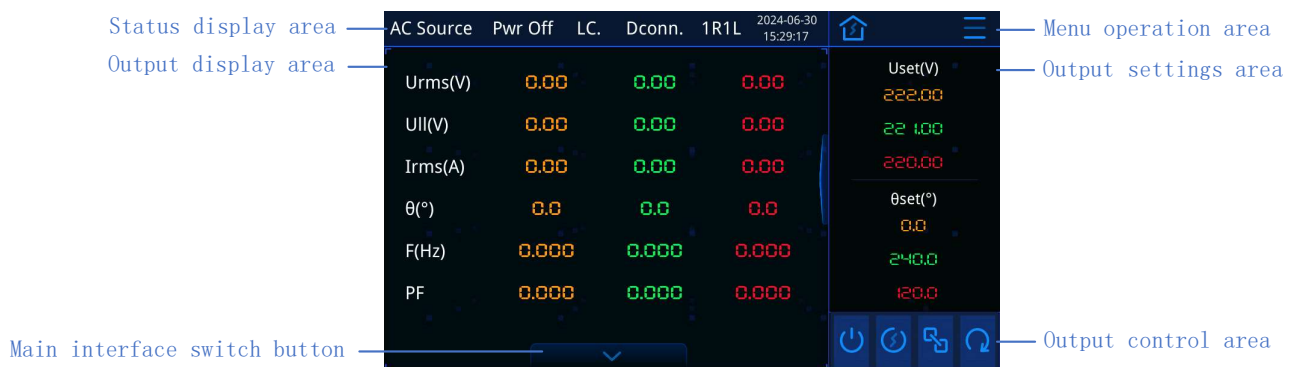 Status display area
Output display area
Main interface switch button
AC Source Pwr Off LC. Dconn. 1R1L 2024-06-30
15:29:17
Urms(V) 0.00 0.00 0.00
Ull(V) 0.00 0.00 0.00
Irms(A) 0.00 0.00 0.00
θ(°) 0.0 0.0 0.0
F(Hz) 0.000 0.000 0.000
PF 0.000 0.000 0.000
Uset(V)
222.00
221.00
220.00
θset(°)
0.0
240.0
120.0
Menu operation area
Output settings area
Output control area